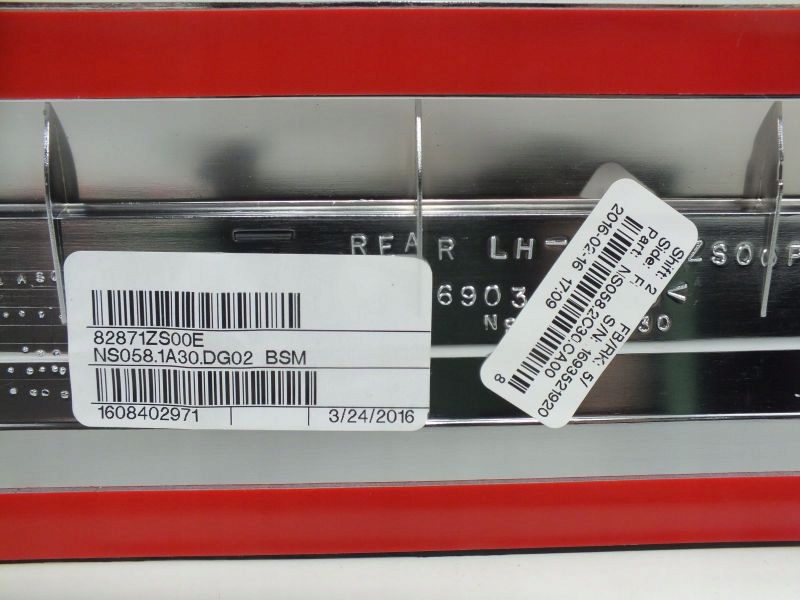 REAR LH
6903
30
82871ZS00E
NS058.1A30.DG02 BSM
1608402971 3/24/2016
Shift: 2 FB/RK: 5/
Side: F S/N: 1693521920
Part: NS058.2C30.CA00
2016-02-16 17:09
8